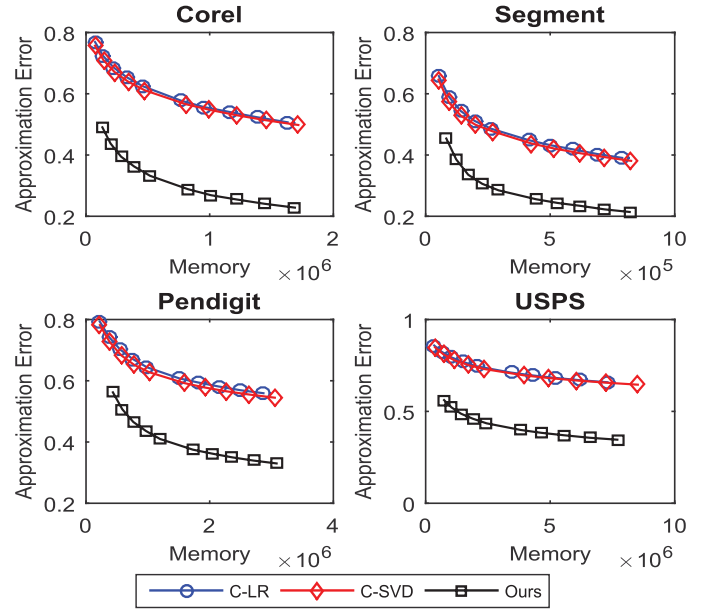 Corel
Approximation Error
0.8
0.6
0.4
0.2
0
1
2
Memory
× 10^6
Segment
Approximation Error
0.8
0.6
0.4
0.2
0
5
10
Memory
× 10^5
Pendigit
Approximation Error
0.8
0.6
0.4
0.2
0
2
4
Memory
× 10^6
USPS
Approximation Error
1
0.5
0
0
5
10
Memory
× 10^6
C-LR C-SVD Ours